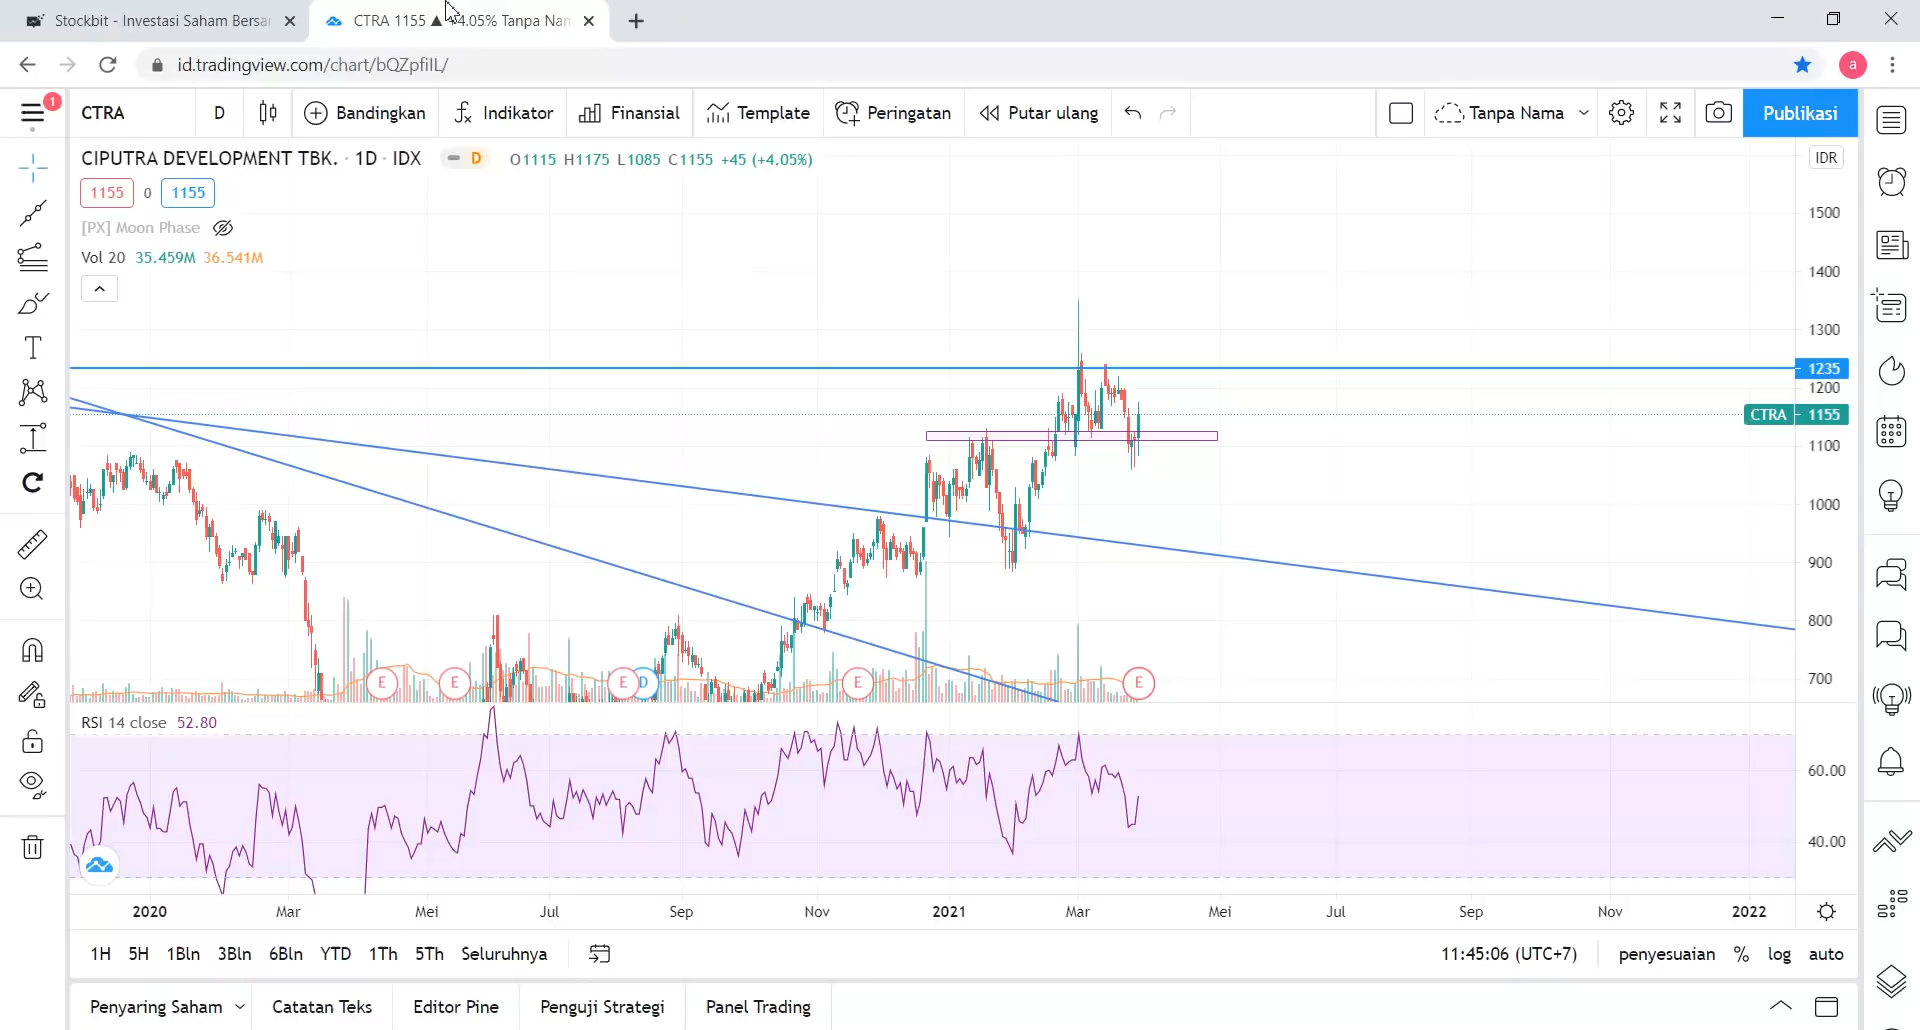 Stockbit - Investasi Saham Bersar
CTRA 1155 ▲ +4.05% Tanpa Nam
id.tradingview.com/chart/bQZpfiIL/
a
1
CTRA
D
Bandingkan
Indikator
Finansial
Template
Peringatan
Putar ulang
Tanpa Nama
Publikasi
CIPUTRA DEVELOPMENT TBK. · 1D · IDX
D
O1115 H1175 L1085 C1155 +45 (+4.05%)
IDR
1155 0 1155
[PX] Moon Phase
Vol 20 35.459M 36.541M
1500
1400
1300
1235
1200
CTRA 1155
1100
1000
900
800
700
E E E D E E
RSI 14 close 52.80
60.00
40.00
2020 Mar Mei Jul Sep Nov 2021 Mar Mei Jul Sep Nov 2022
1H 5H 1Bln 3Bln 6Bln YTD 1Th 5Th Seluruhnya
11:45:06 (UTC+7) penyesuaian % log auto
Penyaring Saham Catatan Teks Editor Pine Penguji Strategi Panel Trading